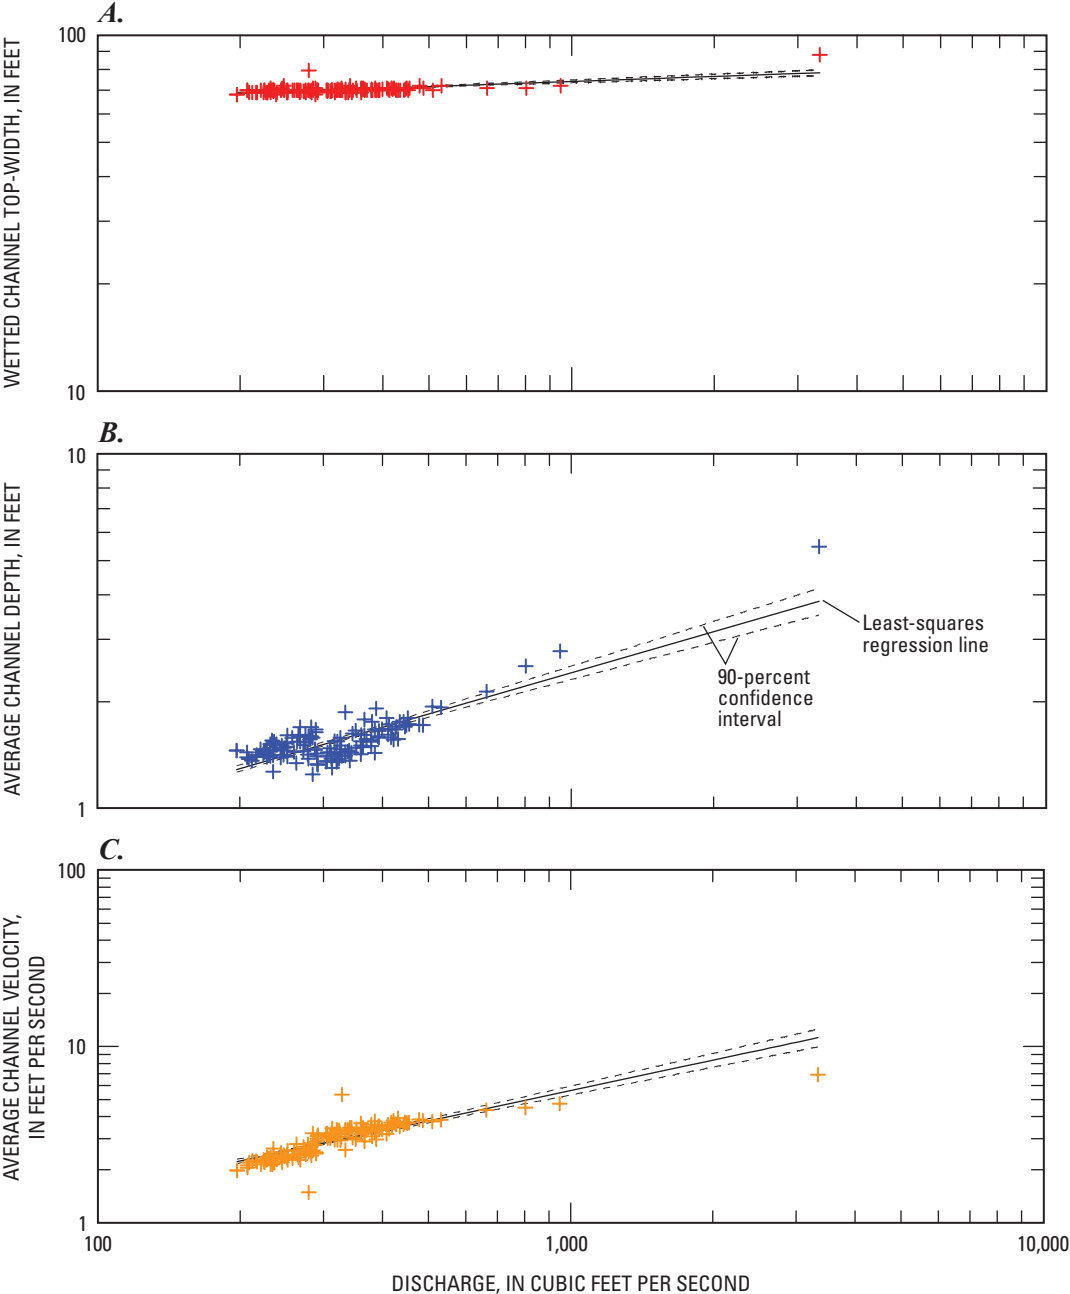 A.
WETTED CHANNEL TOP-WIDTH, IN FEET
100
10
B.
AVERAGE CHANNEL DEPTH, IN FEET
10
1
Least-squares
regression line
90-percent
confidence
interval
C.
AVERAGE CHANNEL VELOCITY,
IN FEET PER SECOND
100
10
1
100
1,000
10,000
DISCHARGE, IN CUBIC FEET PER SECOND